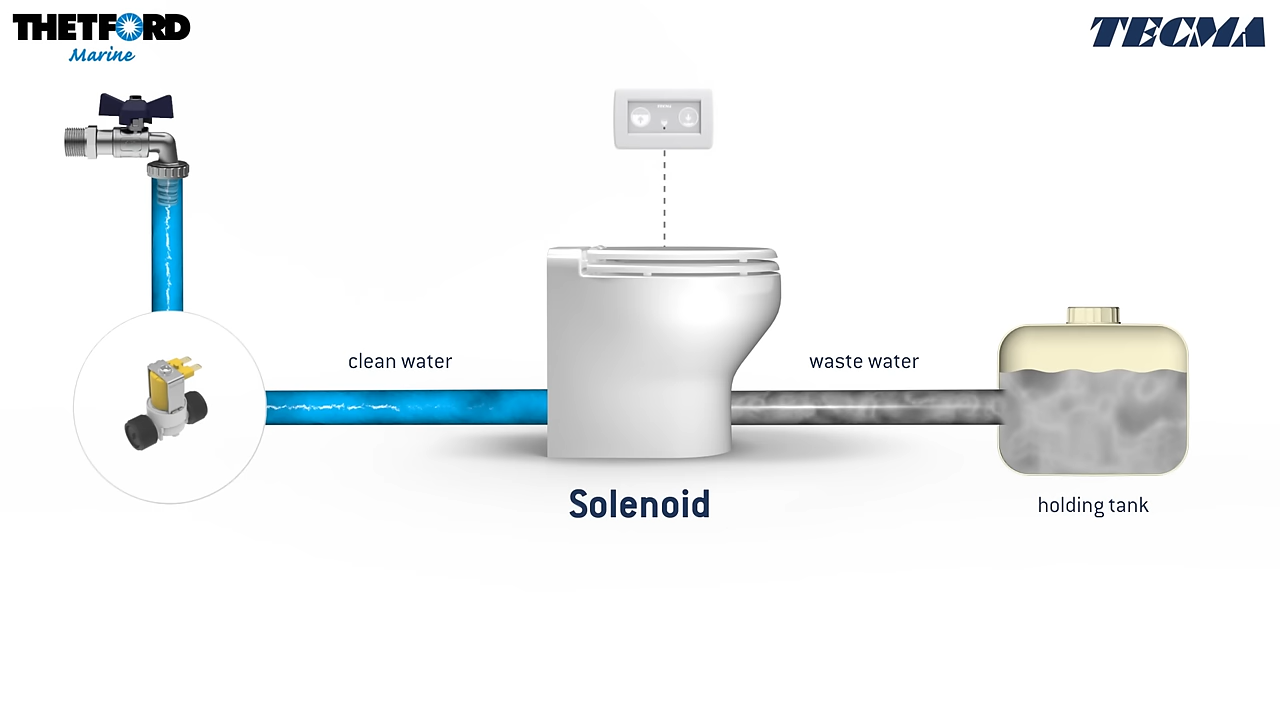 THETFORD
Marine
TECMA
clean water
waste water
Solenoid
holding tank